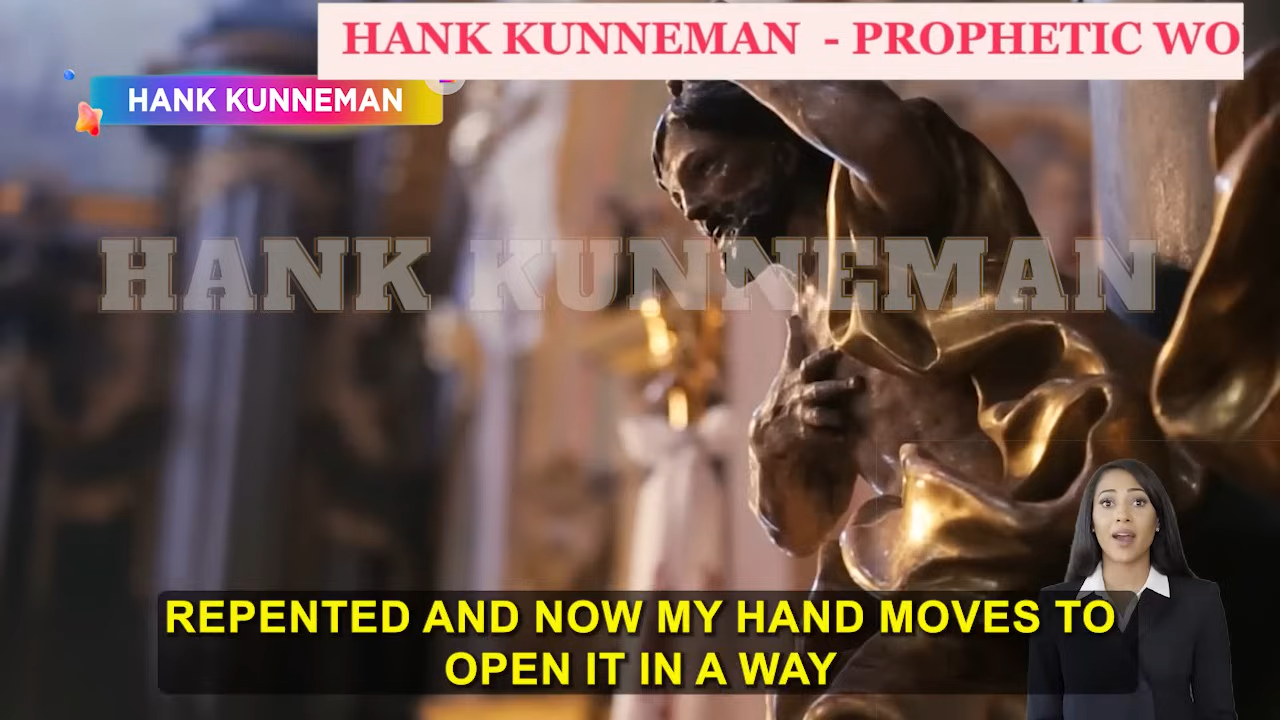 HANK KUNNEMAN - PROPHETIC WO
HANK KUNNEMAN
HANK KUNNEMAN
REPENTED AND NOW MY HAND MOVES TO
OPEN IT IN A WAY